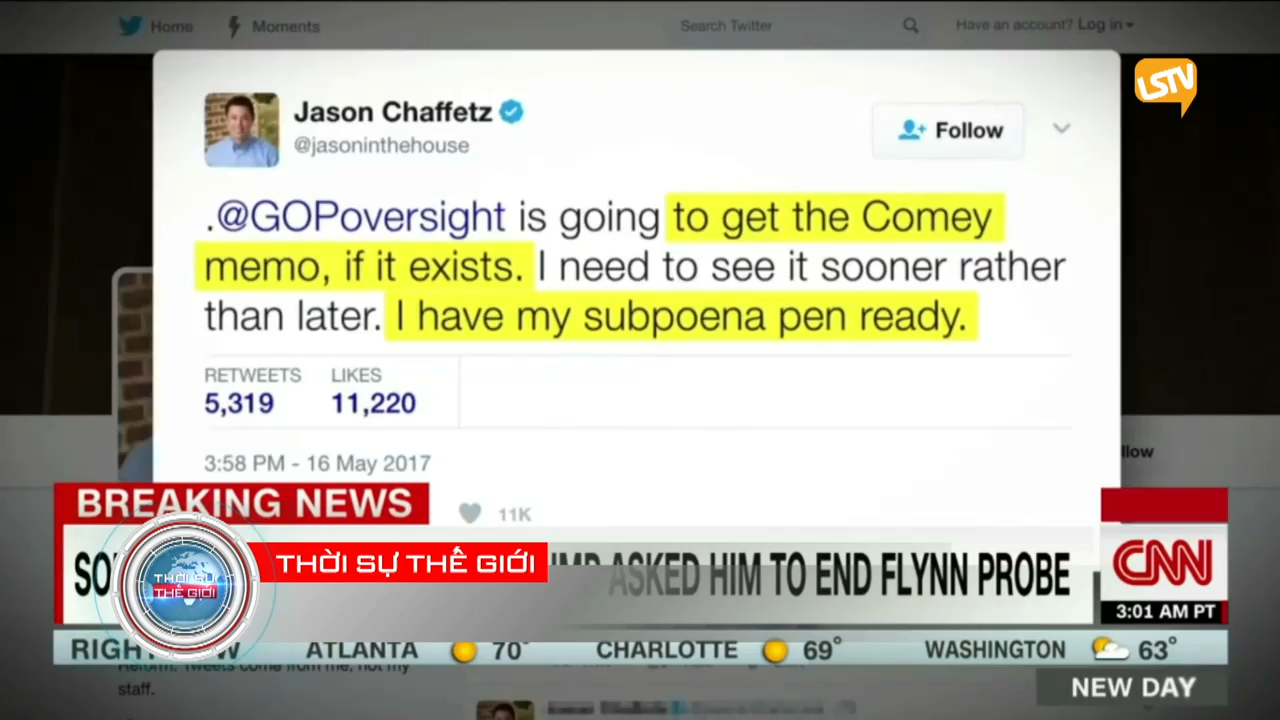 Home Moments Search Twitter Have an account? Log in
LSTV
Jason Chaffetz
@jasoninthehouse
Follow
.@GOPoversight is going to get the Comey
memo, if it exists. I need to see it sooner rather
than later. I have my subpoena pen ready.
RETWEETS LIKES
5,319 11,220
3:58 PM - 16 May 2017
11K
BREAKING NEWS
THỜI SỰ THẾ GIỚI
ASKED HIM TO END FLYNN PROBE
THỜI SỰ
THẾ GIỚI
CNN
3:01 AM PT
ATLANTA 70° CHARLOTTE 69° WASHINGTON 63°
staff.
NEW DAY